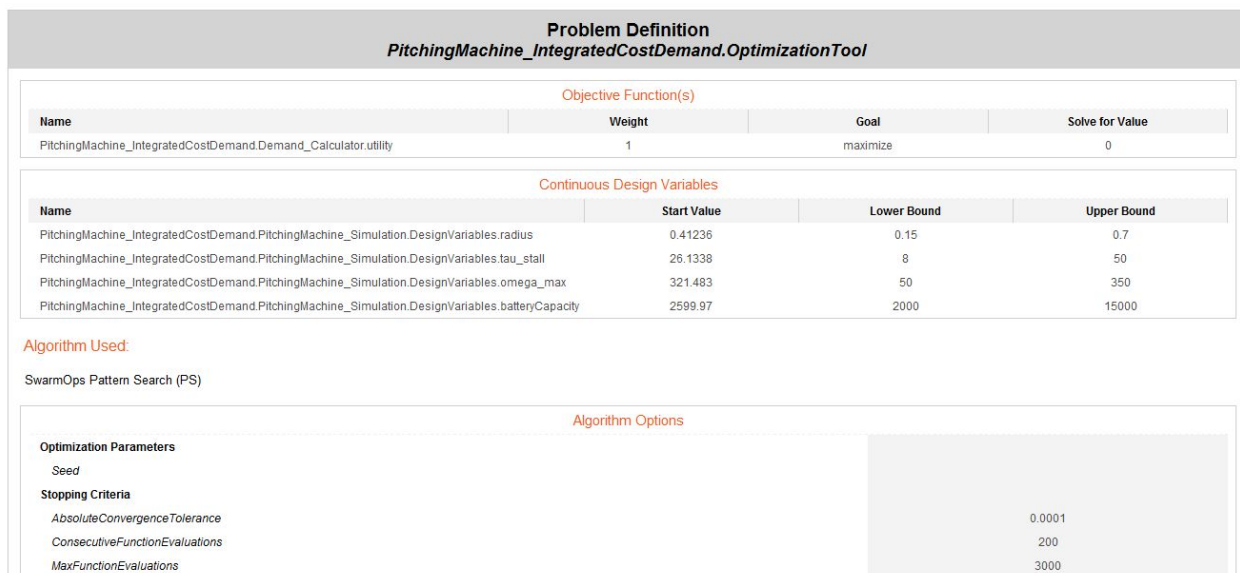 Problem Definition
PitchingMachine_IntegratedCostDemand.OptimizationTool
Objective Function(s)
Name Weight Goal Solve for Value
PitchingMachine_IntegratedCostDemand.Demand_Calculator.utility 1 maximize 0
Continuous Design Variables
Name Start Value Lower Bound Upper Bound
PitchingMachine_IntegratedCostDemand.PitchingMachine_Simulation.DesignVariables.radius 0.41236 0.15 0.7
PitchingMachine_IntegratedCostDemand.PitchingMachine_Simulation.DesignVariables.tau_stall 26.1338 8 50
PitchingMachine_IntegratedCostDemand.PitchingMachine_Simulation.DesignVariables.omega_max 321.483 50 350
PitchingMachine_IntegratedCostDemand.PitchingMachine_Simulation.DesignVariables.batteryCapacity 2599.97 2000 15000
Algorithm Used:
SwarmOps Pattern Search (PS)
Algorithm Options
Optimization Parameters
Seed
Stopping Criteria
AbsoluteConvergenceTolerance 0.0001
ConsecutiveFunctionEvaluations 200
MaxFunctionEvaluations 3000